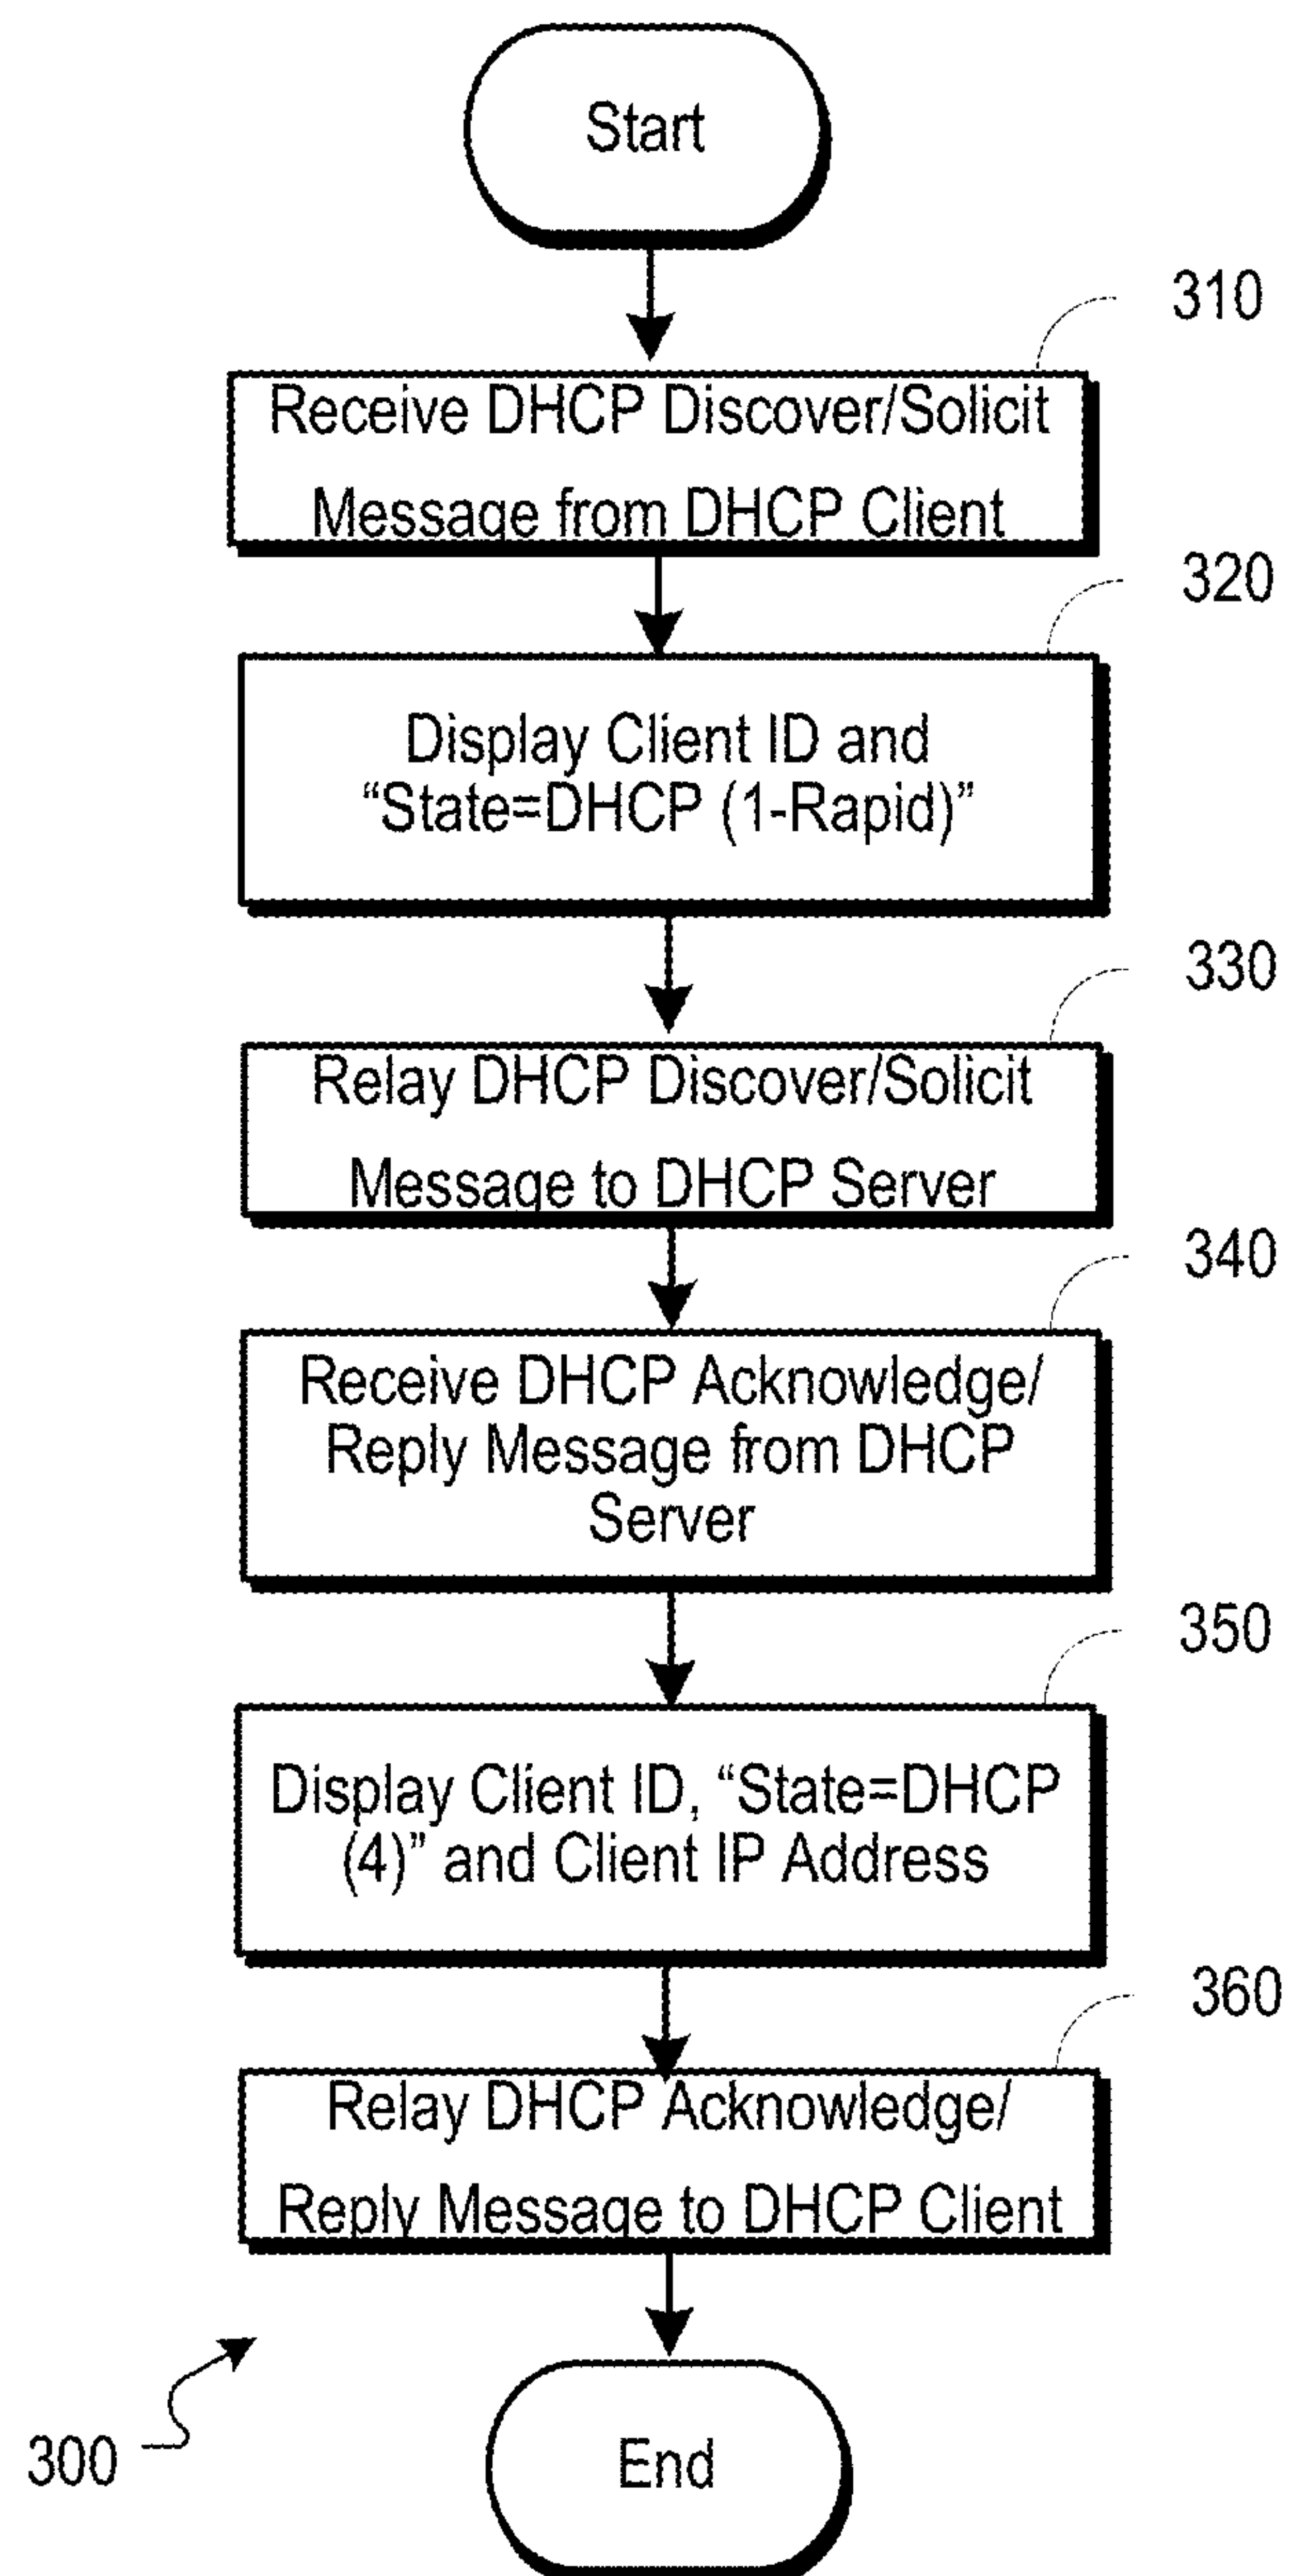 Start
310
Receive DHCP Discover/Solicit
Message from DHCP Client
320
Display Client ID and
“State=DHCP (1-Rapid)”
330
Relay DHCP Discover/Solicit
Message to DHCP Server
340
Receive DHCP Acknowledge/
Reply Message from DHCP
Server
350
Display Client ID, “State=DHCP
(4)” and Client IP Address
360
Relay DHCP Acknowledge/
Reply Message to DHCP Client
300
End